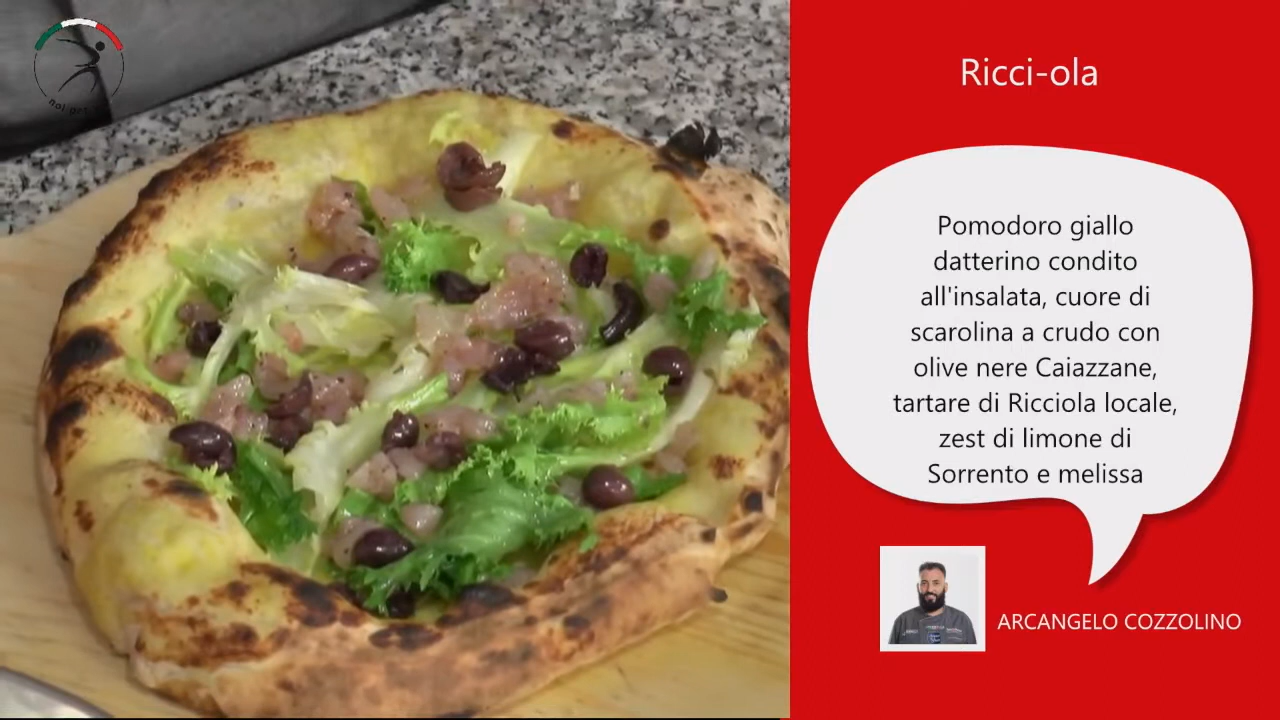 Ricci-ola
Pomodoro giallo
datterino condito
all'insalata, cuore di
scarolina a crudo con
olive nere Caiazzane,
tartare di Ricciola locale,
zest di limone di
Sorrento e melissa
ARCANGELO COZZOLINO